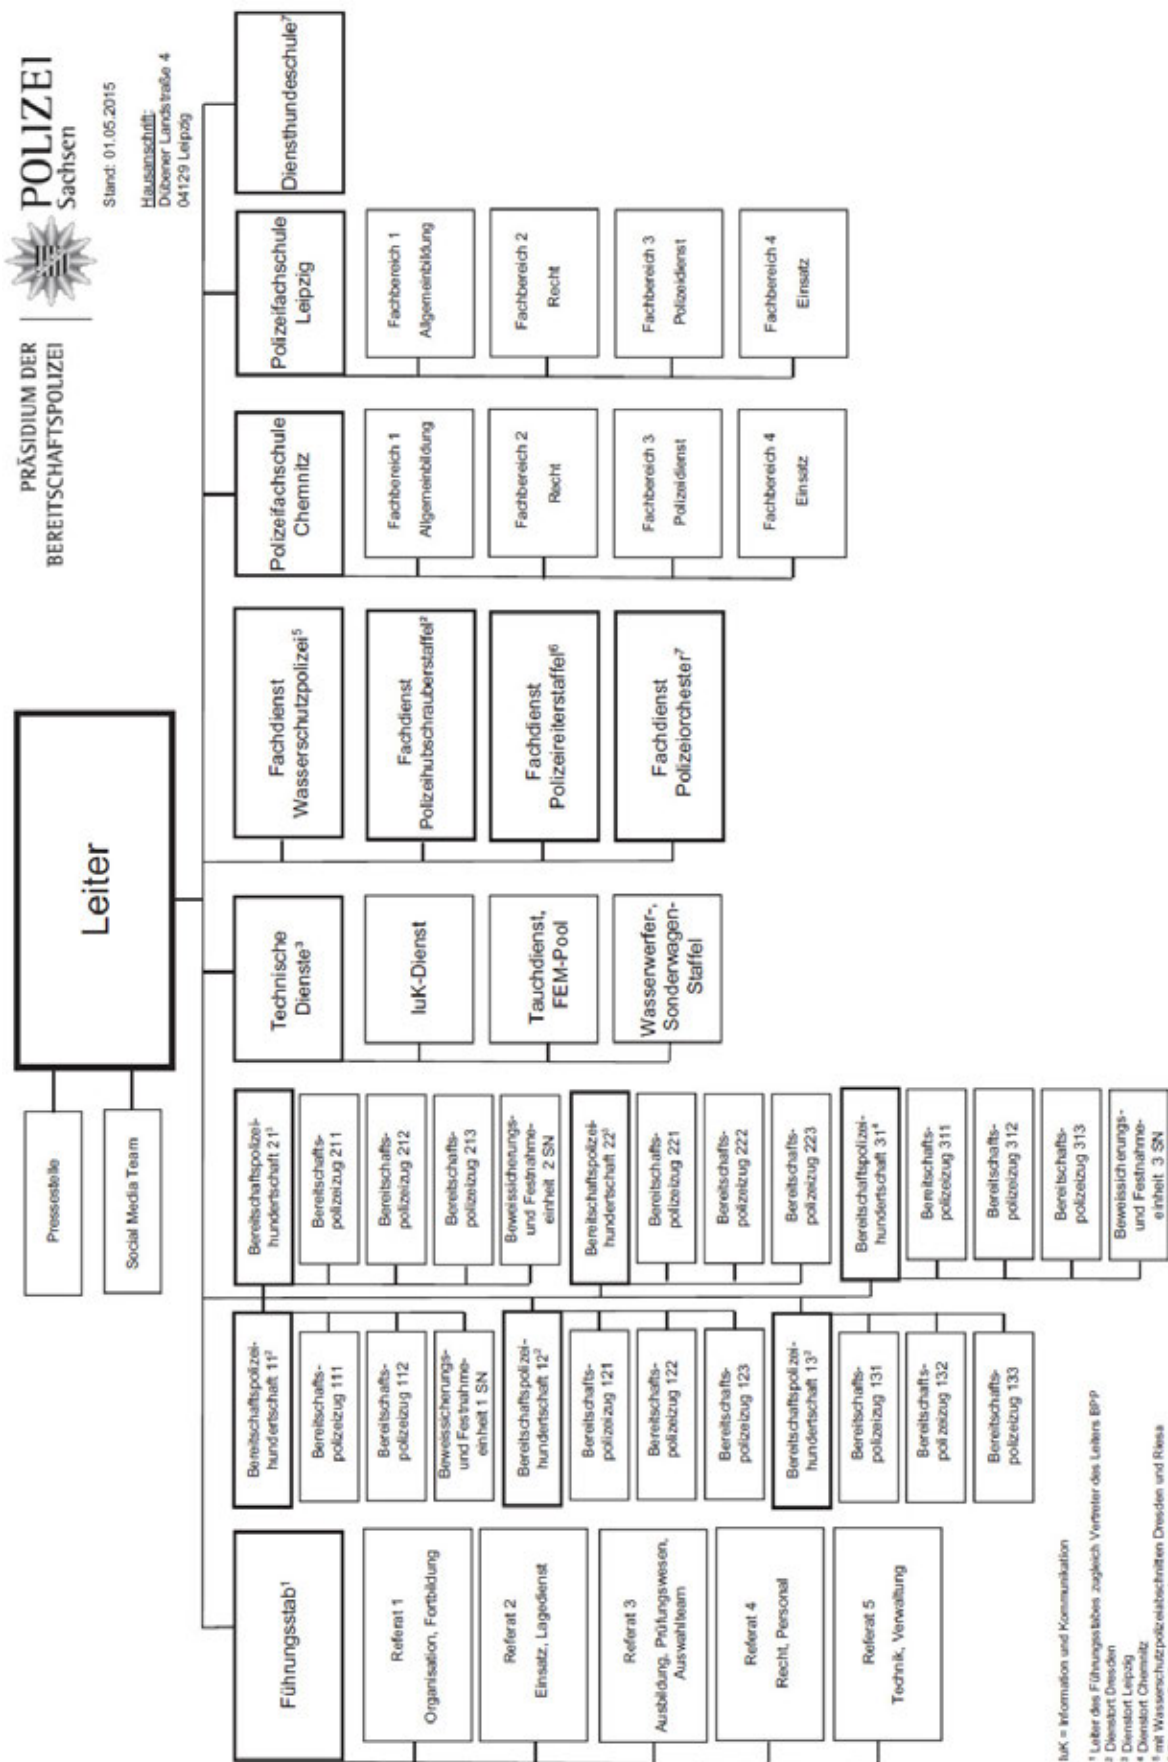 PRÄSIDIUM DER
BEREITSCHAFTSPOLIZEI
POLIZEI
Sachsen
Stand: 01.05.2015
Hausanschrift:
Dübener Landstraße 4
04129 Leipzig
Leiter
Pressestelle
Social Media Team
Führungsstab¹
Referat 1
Organisation, Fortbildung
Referat 2
Einsatz, Lagedienst
Referat 3
Ausbildung, Prüfungswesen,
Auswahlteam
Referat 4
Recht, Personal
Referat 5
Technik, Verwaltung
Bereitschaftspolizei-
hundertschaft 11²
Bereitschafts-
polizeizug 111
Bereitschafts-
polizeizug 112
Beweissicherungs-
und Festnahme-
einheit 1 SN
Bereitschaftspolizei-
hundertschaft 12²
Bereitschafts-
polizeizug 121
Bereitschafts-
polizeizug 122
Bereitschafts-
polizeizug 123
Bereitschaftspolizei-
hundertschaft 13²
Bereitschafts-
polizeizug 131
Bereitschafts-
polizeizug 132
Bereitschafts-
polizeizug 133
Bereitschaftspolizei-
hundertschaft 21³
Bereitschafts-
polizeizug 211
Bereitschafts-
polizeizug 212
Bereitschafts-
polizeizug 213
Beweissicherungs-
und Festnahme-
einheit 2 SN
Bereitschaftspolizei-
hundertschaft 22³
Bereitschafts-
polizeizug 221
Bereitschafts-
polizeizug 222
Bereitschafts-
polzeizug 223
Bereitschaftspolizei-
hundertschaft 31⁴
Bereitschafts-
polizeizug 311
Bereitschafts-
polizeizug 312
Bereitschafts-
polizeizug 313
Beweissicherungs-
und Festnahme-
einheit 3 SN
Technische
Dienste³
IuK-Dienst
Tauchdienst,
FEM-Pool
Wasserwerfer-,
Sonderwagen-
Staffel
Fachdienst
Wasserschutzpolizei⁵
Fachdienst
Polizeihubschrauberstaffel²
Fachdienst
Polizeireiterstaffel⁶
Fachdienst
Polizeiorchester⁷
Polizeifachschule
Chemnitz
Fachbereich 1
Allgemeinbildung
Fachbereich 2
Recht
Fachbereich 3
Polizeidienst
Fachbereich 4
Einsatz
Polizeifachschule
Leipzig
Fachbereich 1
Allgemeinbildung
Fachbereich 2
Recht
Fachbereich 3
Polizeidienst
Fachbereich 4
Einsatz
Diensthundeschule⁷
IuK = Information und Kommunikation
¹ Leiter des Führungsstabes zugleich Vertreter des Leiters BPP
² Dienstort Dresden
³ Dienstort Leipzig
⁴ Dienstort Chemnitz
mit Wasserschutzpolizeiabschnitten Dresden und Riesa